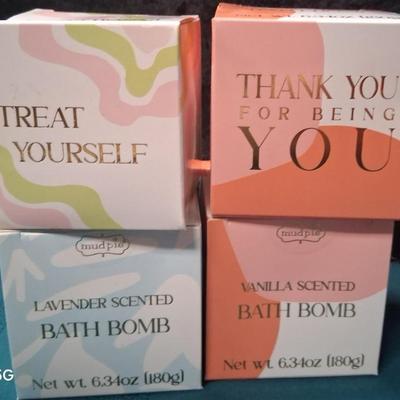 TREAT
YOURSELF
THANK YOU
FOR BEING
YOU
mudpie
LAVENDER SCENTED
BATH BOMB
Net wt. 6.34oz (180g)
mudpie
VANILLA SCENTED
BATH BOMB
Net wt. 6.34oz (180g)
SG